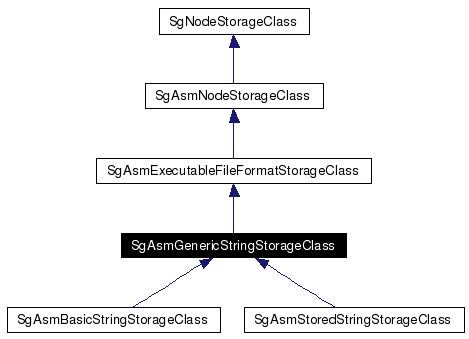 SgNodeStorageClass
SgAsmNodeStorageClass
SgAsmExecutableFileFormatStorageClass
SgAsmGenericStringStorageClass
SgAsmBasicStringStorageClass
SgAsmStoredStringStorageClass